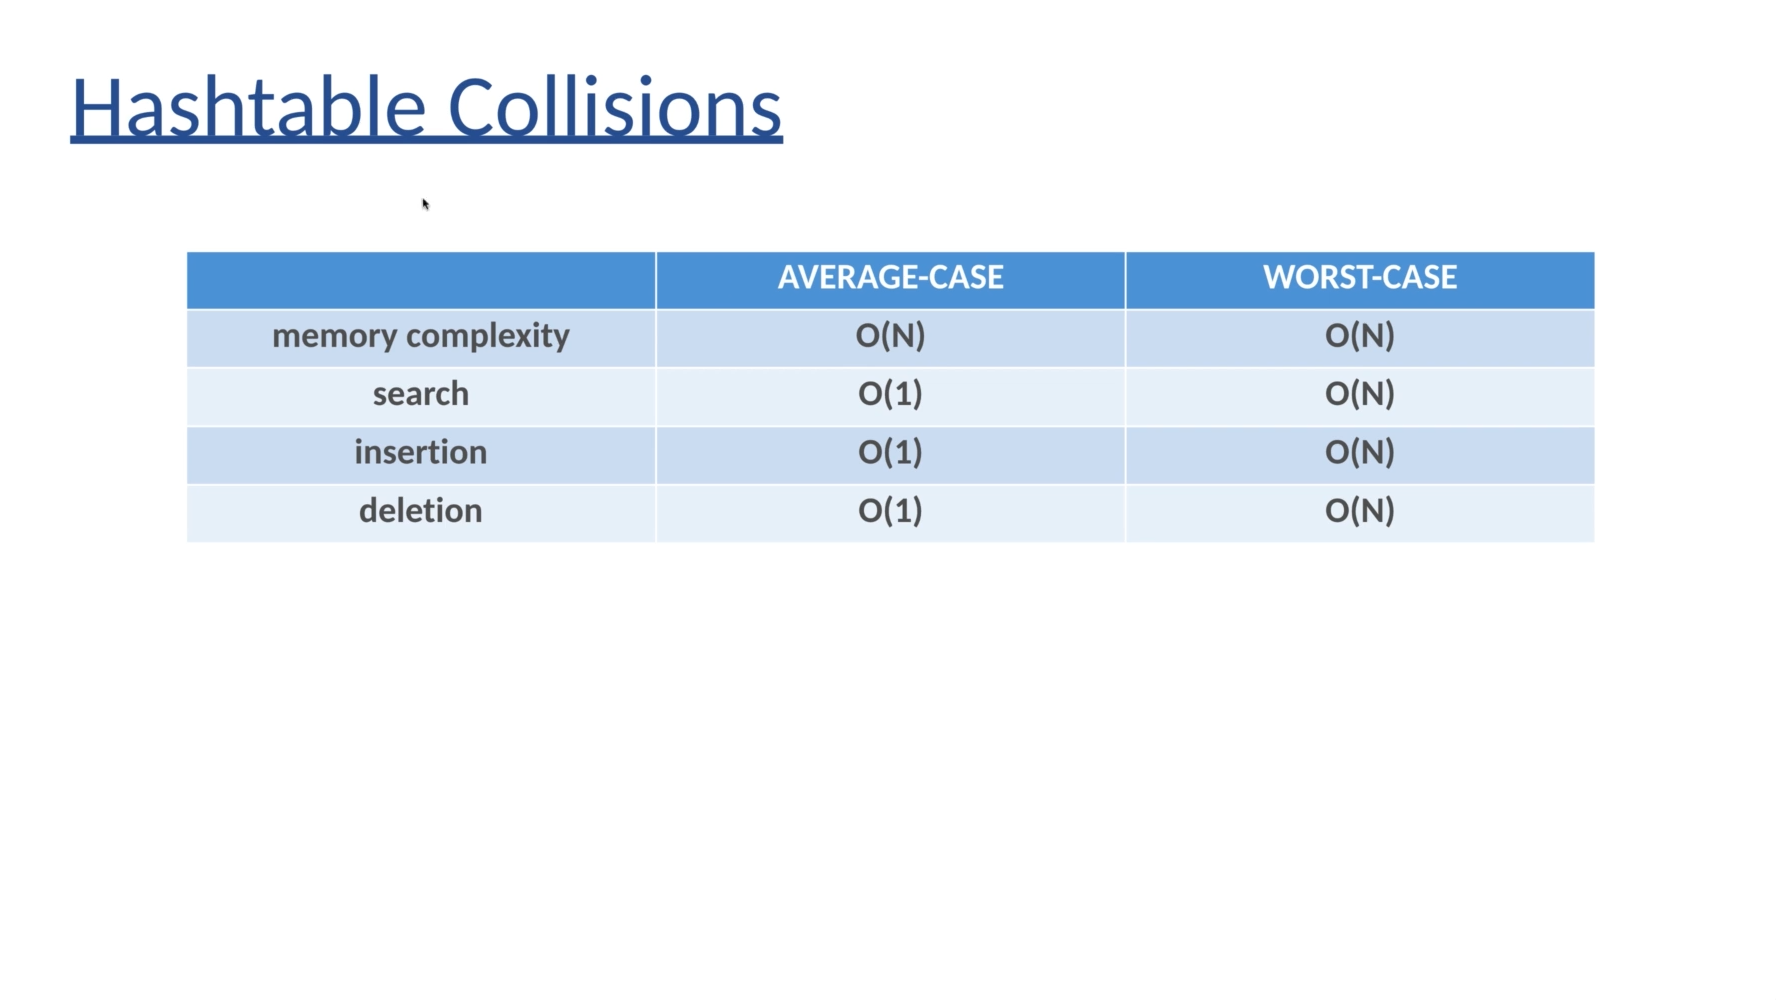 Hashtable Collisions
AVERAGE-CASE WORST-CASE
memory complexity O(N) O(N)
search O(1) O(N)
insertion O(1) O(N)
deletion O(1) O(N)